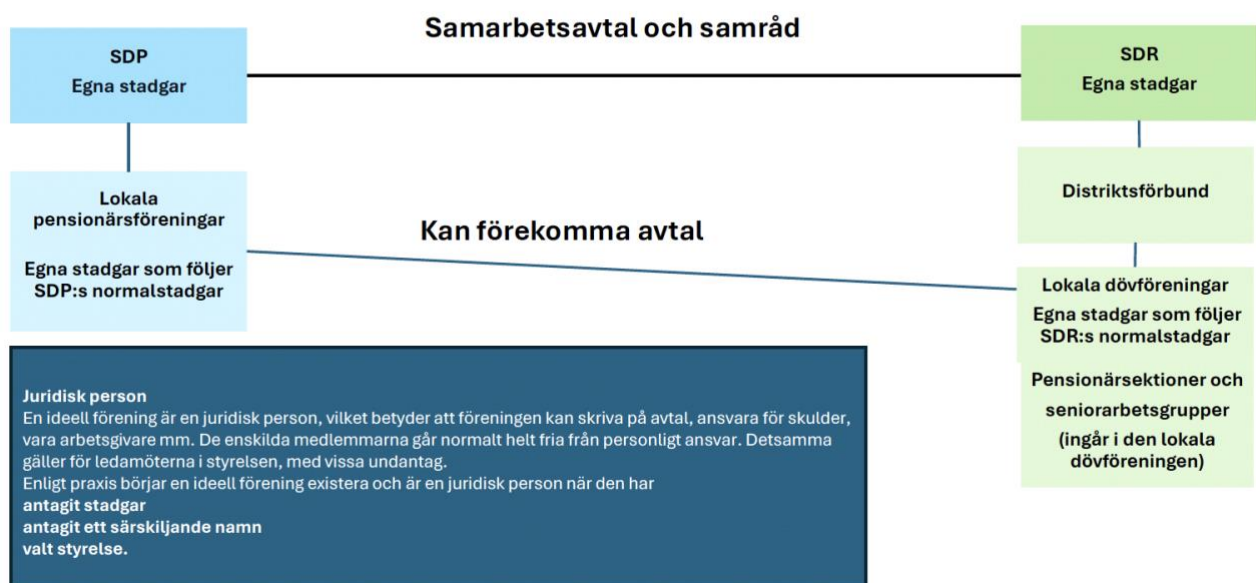 Samarbetsavtal och samråd
SDP
Egna stadgar
SDR
Egna stadgar
Lokala
pensionärsföreningar
Egna stadgar som följer
SDP:s normalstadgar
Distriktsförbund
Kan förekomma avtal
Lokala dövföreningar
Egna stadgar som följer
SDR:s normalstadgar
Pensionärsektioner och
seniorarbetsgrupper
(ingår i den lokala
dövföreningen)
Juridisk person
En ideell förening är en juridisk person, vilket betyder att föreningen kan skriva på avtal, ansvara för skulder,
vara arbetsgivare mm. De enskilda medlemmarna går normalt helt fria från personligt ansvar. Detsamma
gäller för ledamöterna i styrelsen, med vissa undantag.
Enligt praxis börjar en ideell förening existera och är en juridisk person när den har
antagit stadgar
antagit ett särskiljande namn
valt styrelse.